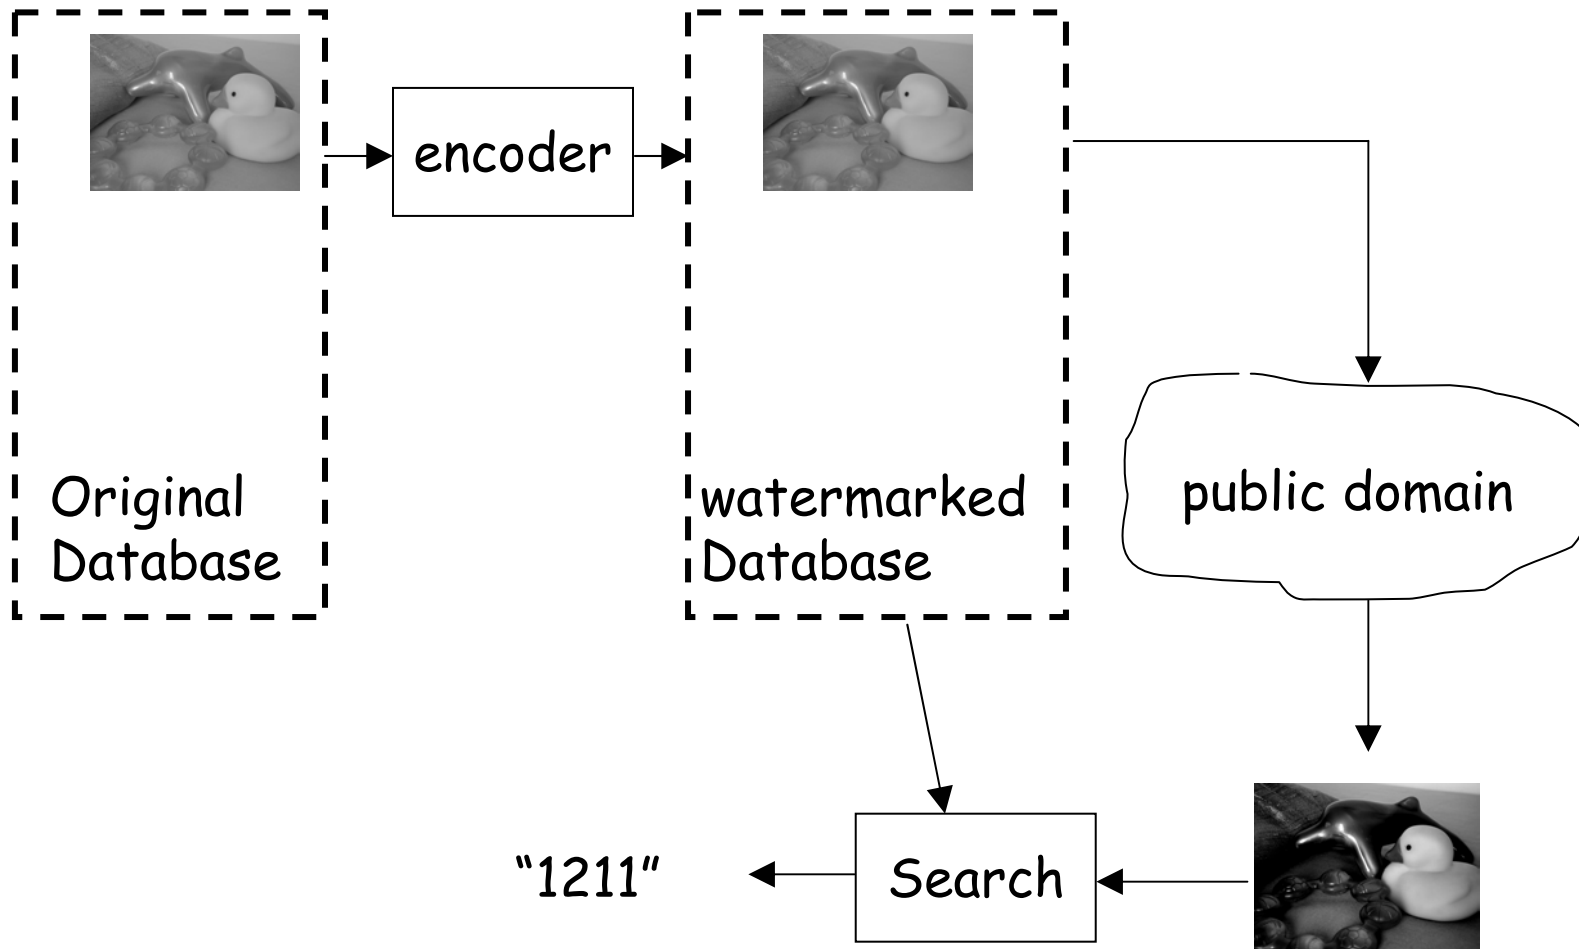 encoder
Original
Database
watermarked
Database
public domain
“1211”
Search